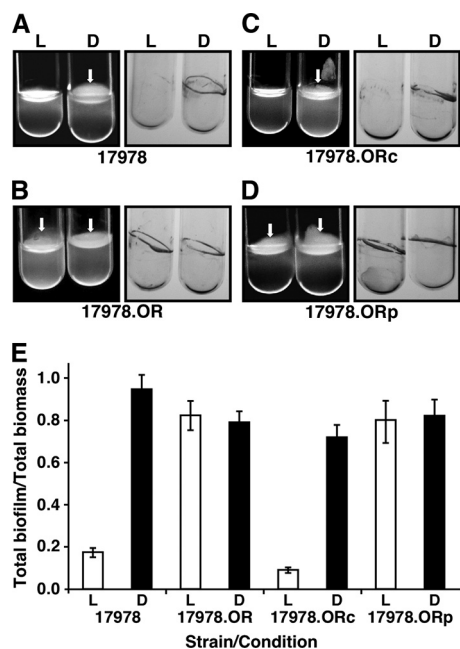 A
L D L D
17978
C
L D L D
17978.ORc
B
17978.OR
D
17978.ORp
E
Total biofilm/Total biomass
1.0
0.8
0.6
0.4
0.2
0.0
L D L D L D L D
17978 17978.OR 17978.ORc 17978.ORp
Strain/Condition